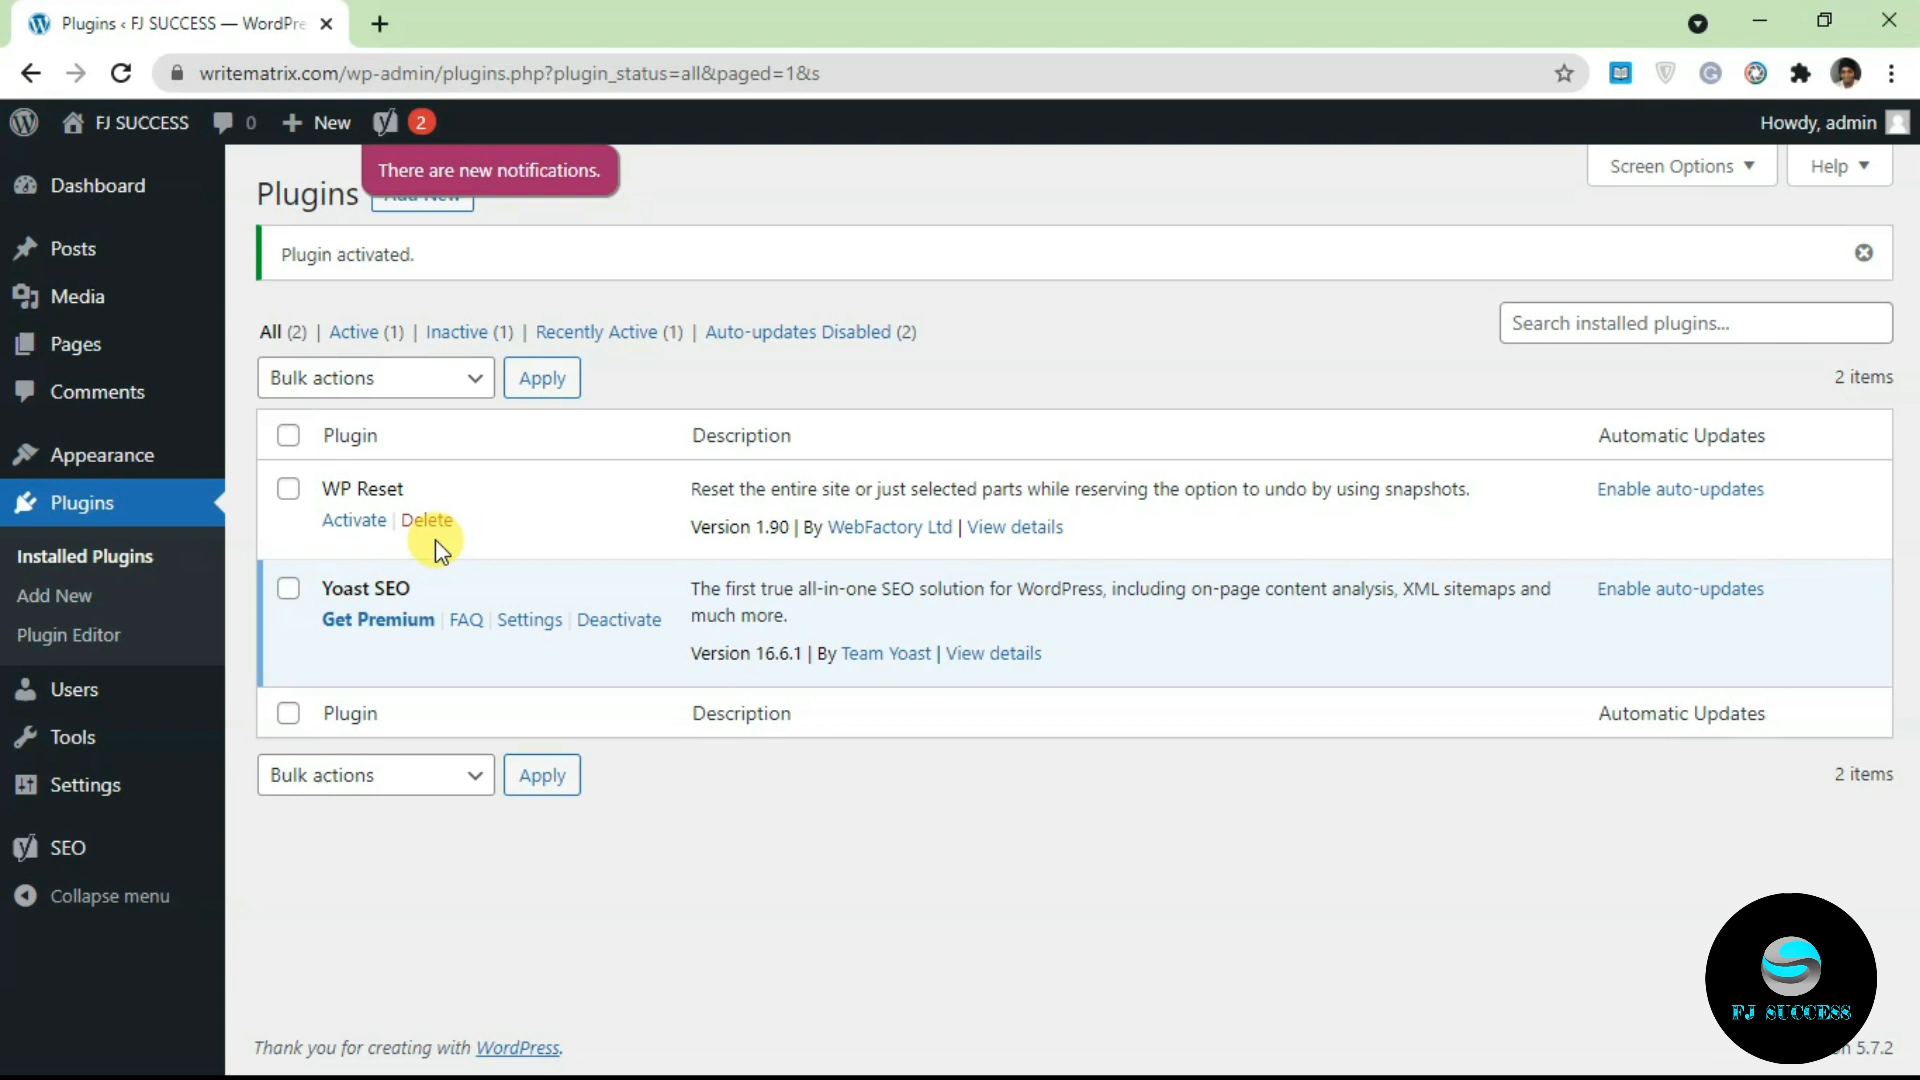 Plugins ‹ FJ SUCCESS — WordPre
writematrix.com/wp-admin/plugins.php?plugin_status=all&paged=1&s
FJ SUCCESS 0 New 2 Howdy, admin
There are new notifications.
Screen Options Help
Plugins
Plugin activated.
Dashboard
Posts
Media
Pages
Comments
Appearance
Plugins
Installed Plugins
Add New
Plugin Editor
Users
Tools
Settings
SEO
Collapse menu
All (2) | Active (1) | Inactive (1) | Recently Active (1) | Auto-updates Disabled (2)
Search installed plugins...
Bulk actions Apply 2 items
Plugin Description Automatic Updates
WP Reset Reset the entire site or just selected parts while reserving the option to undo by using snapshots. Enable auto-updates
Activate | Delete Version 1.90 | By WebFactory Ltd | View details
Yoast SEO The first true all-in-one SEO solution for WordPress, including on-page content analysis, XML sitemaps and Enable auto-updates
Get Premium | FAQ | Settings | Deactivate much more.
Version 16.6.1 | By Team Yoast | View details
Plugin Description Automatic Updates
Bulk actions Apply 2 items
FJ SUCCESS
Thank you for creating with WordPress. 5.7.2